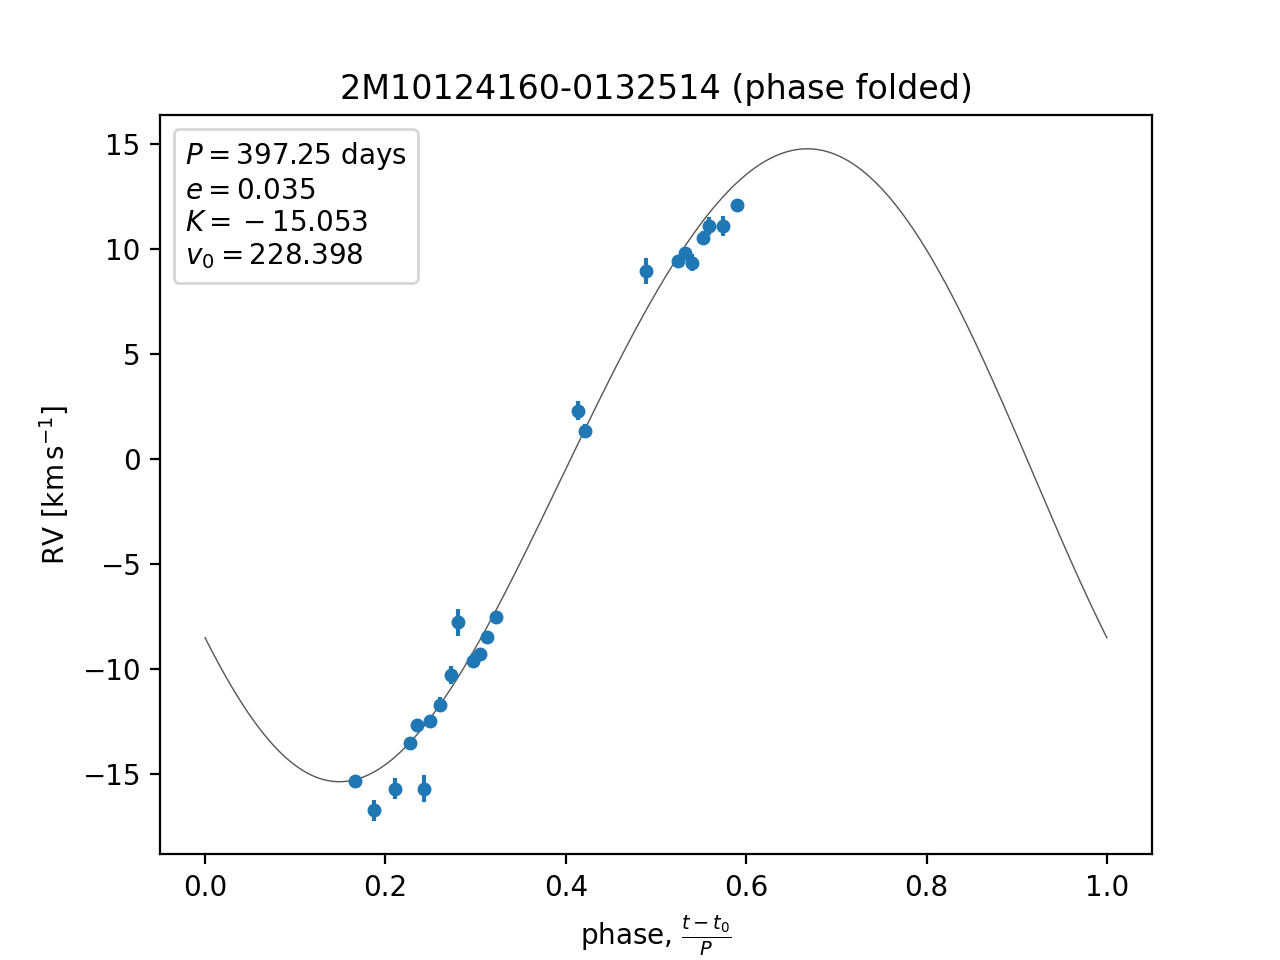 2M10124160-0132514 (phase folded)
P = 397.25 days
e = 0.035
K = −15.053
v₀ = 228.398
15
10
5
0
−5
−10
−15
RV [km s⁻¹]
0.0 0.2 0.4 0.6 0.8 1.0
phase, (t − t₀)/P